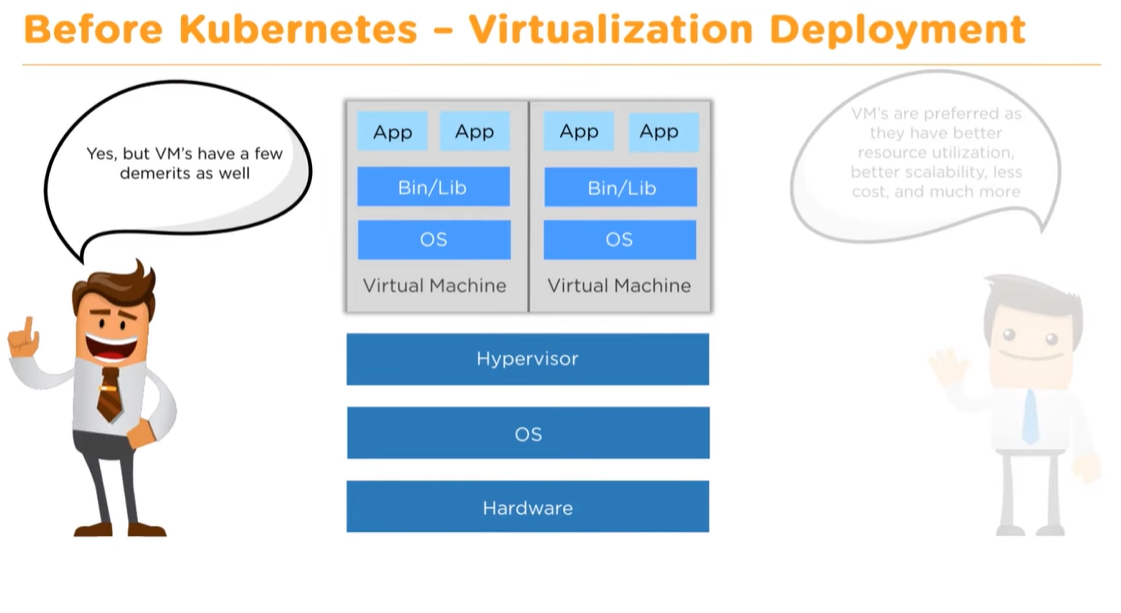 Before Kubernetes – Virtualization Deployment
Yes, but VM's have a few
demerits as well
App App App App
Bin/Lib Bin/Lib
OS OS
Virtual Machine Virtual Machine
Hypervisor
OS
Hardware
VM's are preferred as
they have better
resource utilization,
better scalability, less
cost, and much more